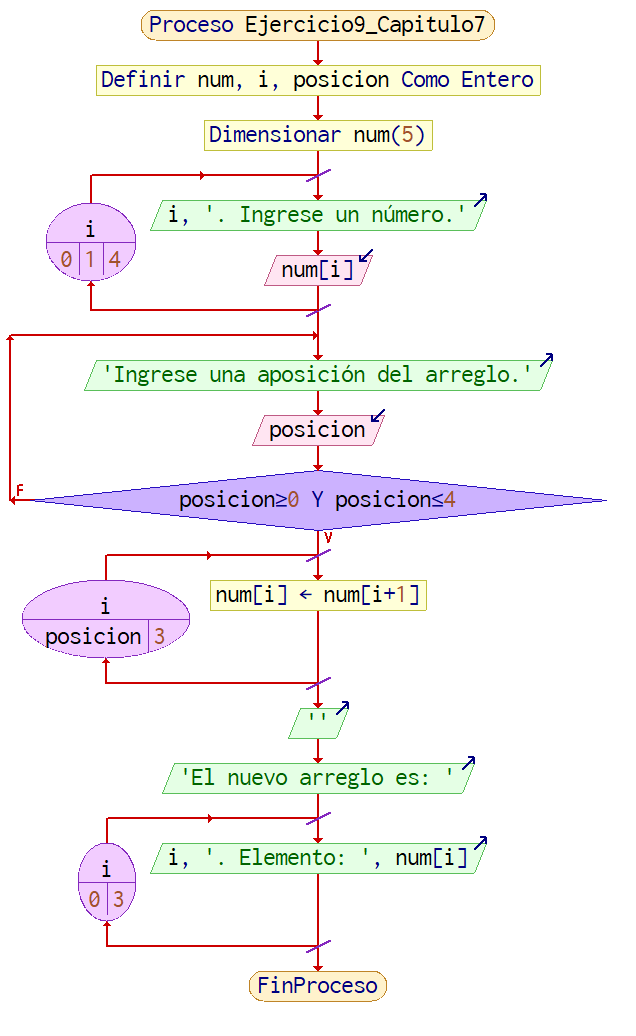 Proceso Ejercicio9_Capitulo7
Definir num, i, posicion Como Entero
Dimensionar num(5)
i
0 1 4
i, '. Ingrese un número.'
num[i]
'Ingrese una aposición del arreglo.'
posicion
F
posicion≥0 Y posicion≤4
V
i
posicion 3
num[i] ← num[i+1]
''
'El nuevo arreglo es: '
i
0 3
i, '. Elemento: ', num[i]
FinProceso